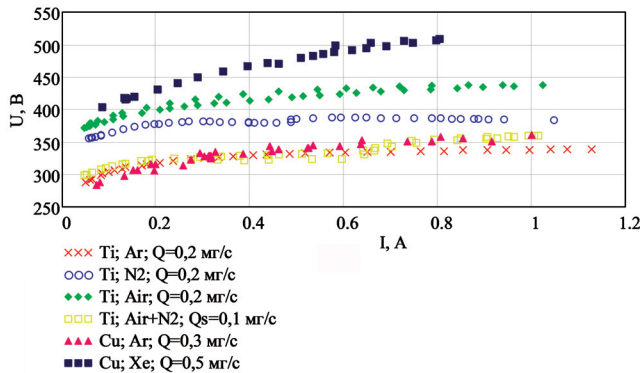 550
500
450
400
350
300
250
U, В
0 0.2 0.4 0.6 0.8 1 1.2
I, А
Ti; Ar; Q=0,2 мг/с
Ti; N2; Q=0,2 мг/с
Ti; Air; Q=0,2 мг/с
Ti; Air+N2; Qs=0,1 мг/с
Cu; Ar; Q=0,3 мг/с
Cu; Xe; Q=0,5 мг/с